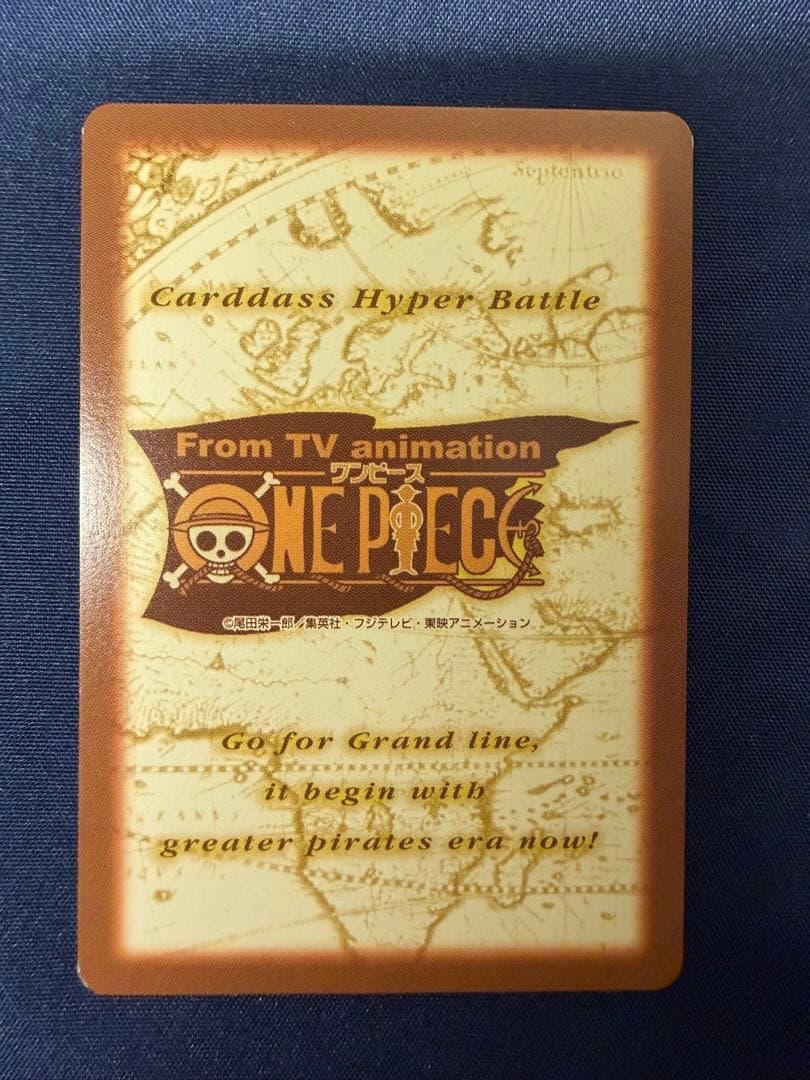 Septentrio
Carddass Hyper Battle
From TV animation
ワンピース
ONE PIECE
©尾田栄一郎／集英社・フジテレビ・東映アニメーション
Go for Grand line,
it begin with
greater pirates era now!